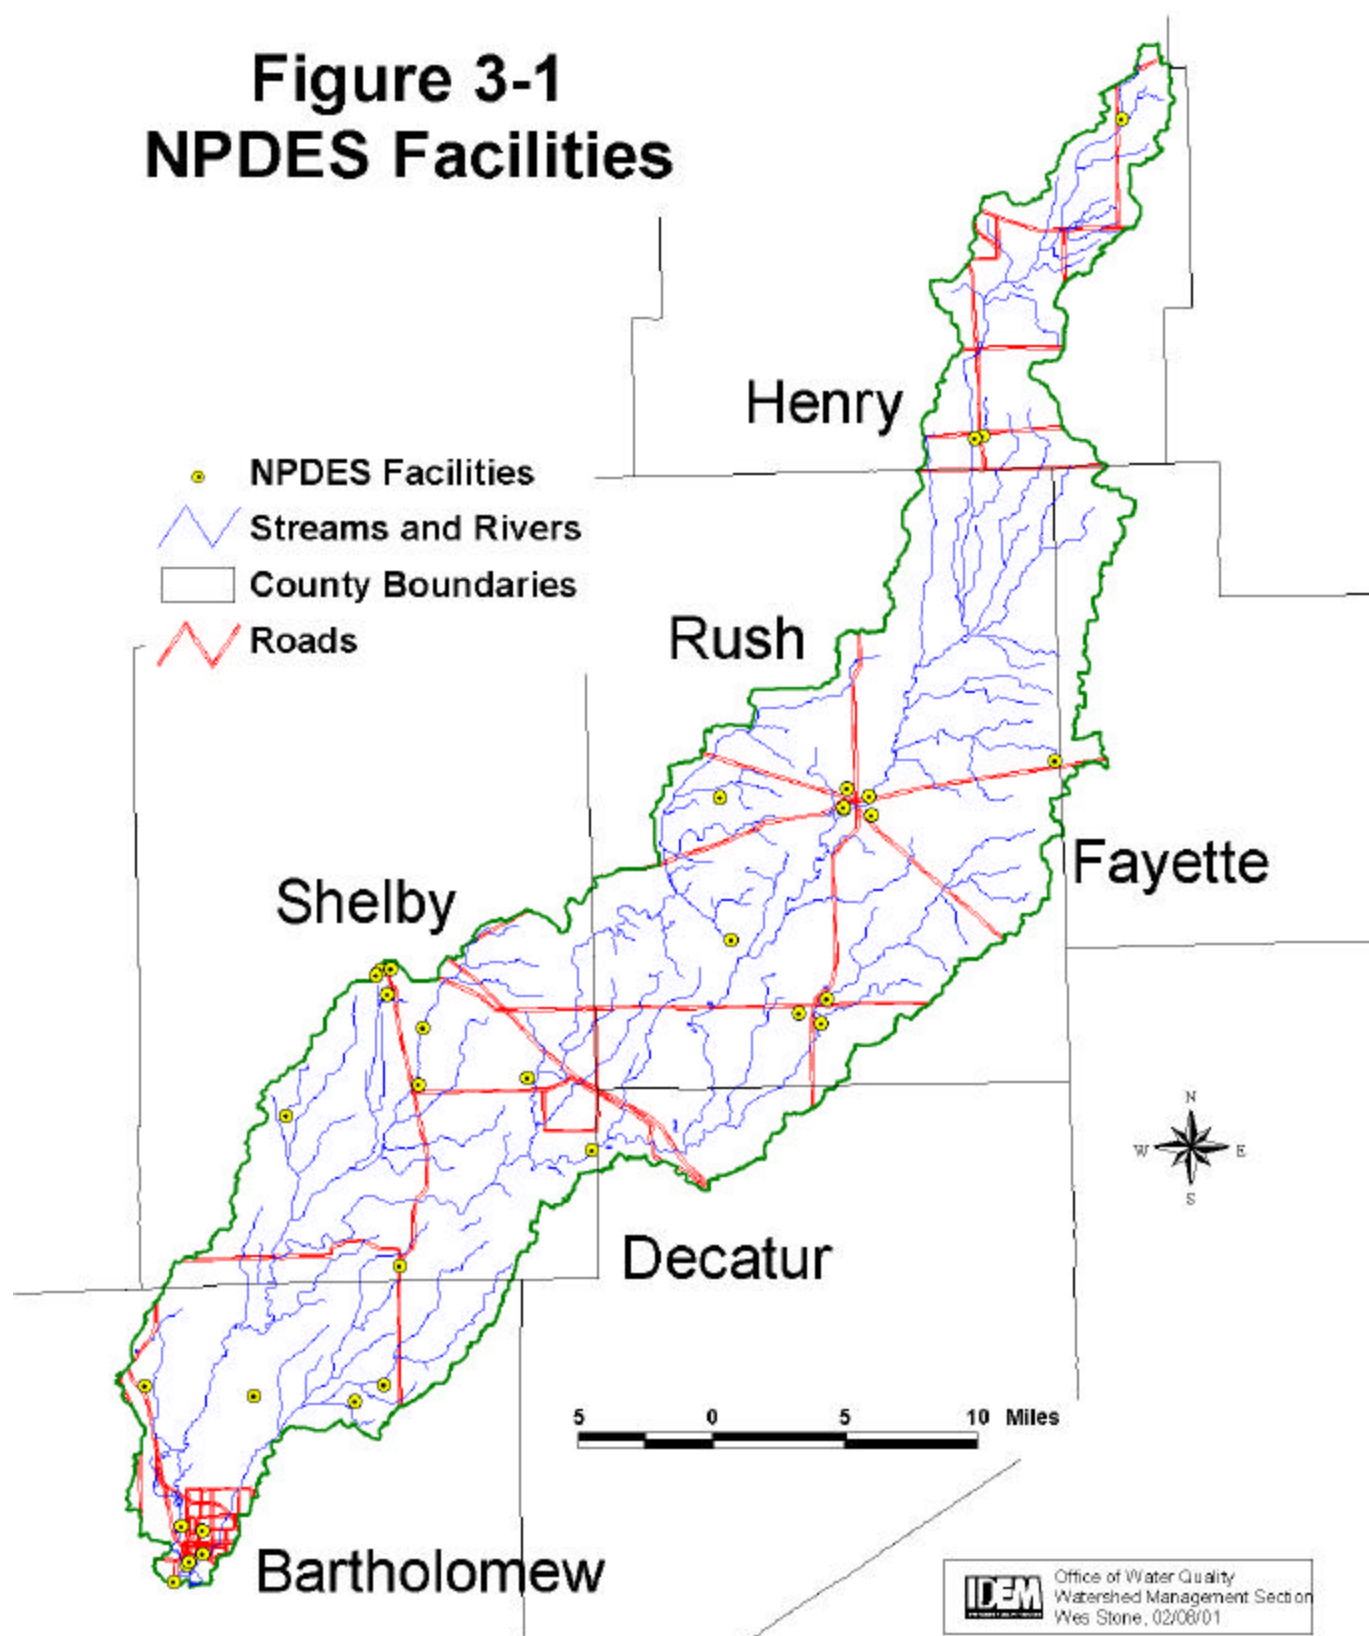 Figure 3-1
NPDES Facilities
Henry
NPDES Facilities
Streams and Rivers
County Boundaries
Roads
Rush
Fayette
Shelby
N
W
E
S
Decatur
5 0 5 10 Miles
Bartholomew
IDEM
Office of Water Quality
Watershed Management Section
Wes Stone, 02/08/01